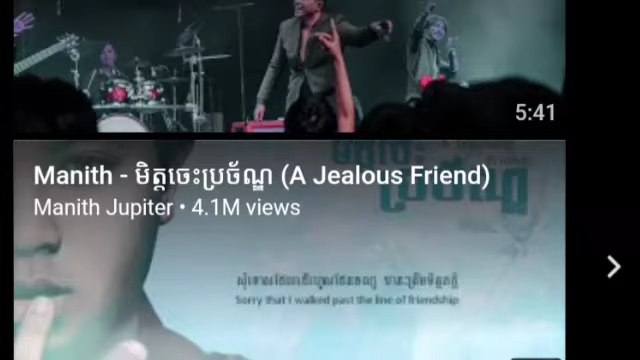 5:41
Manith - មិត្តចេះប្រច័ណ្ឌ (A Jealous Friend)
Manith Jupiter • 4.1M views
Sorry that I walked past the line of friendship